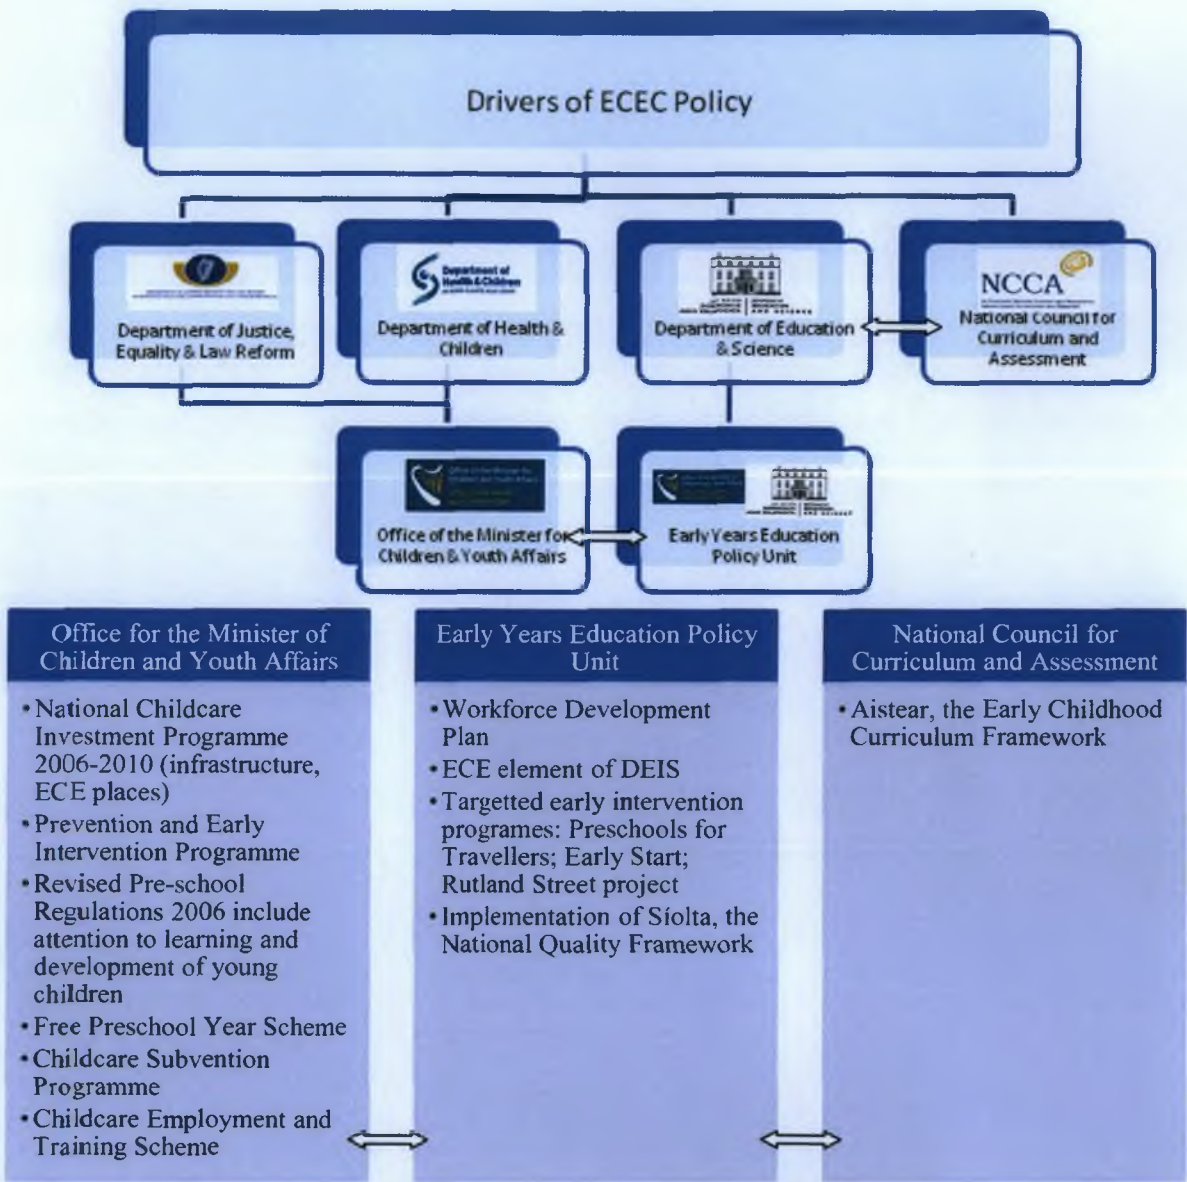 Drivers of ECEC Policy
Department of Justice,
Equality & Law Reform
Department of
Health & Children
Department of Health &
Children
Department of Education
& Science
NCCA
National Council for
Curriculum and
Assessment
Office of the Minister for
Children & Youth Affairs
Early Years Education
Policy Unit
Office for the Minister of
Children and Youth Affairs
• National Childcare
Investment Programme
2006-2010 (infrastructure,
ECE places)
• Prevention and Early
Intervention Programme
• Revised Pre-school
Regulations 2006 include
attention to learning and
development of young
children
• Free Preschool Year Scheme
• Childcare Subvention
Programme
• Childcare Employment and
Training Scheme
Early Years Education Policy
Unit
• Workforce Development
Plan
• ECE element of DEIS
• Targetted early intervention
programes: Preschools for
Travellers; Early Start;
Rutland Street project
• Implementation of Síolta, the
National Quality Framework
National Council for
Curriculum and Assessment
• Aistear, the Early Childhood
Curriculum Framework